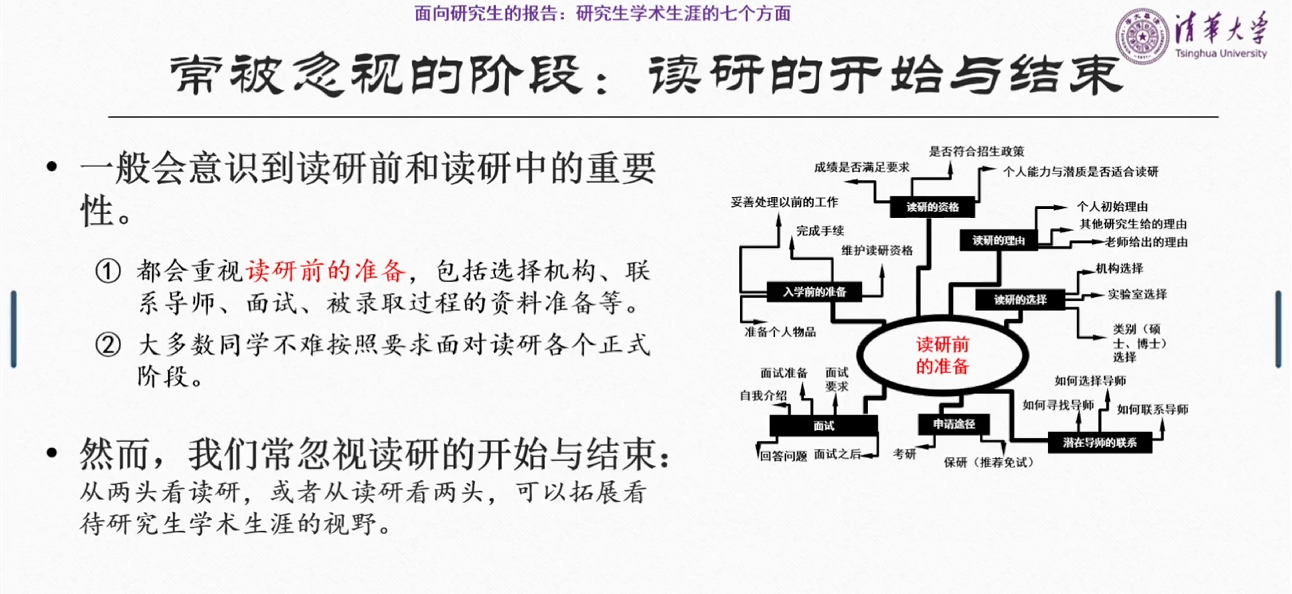 面向研究生的报告：研究生学术生涯的七个方面
清华大学
Tsinghua University
常被忽视的阶段：读研的开始与结束
• 一般会意识到读研前和读研中的重要
性。
① 都会重视读研前的准备，包括选择机构、联
系导师、面试、被录取过程的资料准备等。
② 大多数同学不难按照要求面对读研各个正式
阶段。
• 然而，我们常忽视读研的开始与结束：
从两头看读研，或者从读研看两头，可以拓展看
待研究生学术生涯的视野。
读研前
的准备
读研的资格
成绩是否满足要求
是否符合招生政策
个人能力与潜质是否适合读研
读研的理由
个人初始理由
其他研究生给的理由
老师给出的理由
读研的选择
机构选择
实验室选择
类别（硕
士、博士）
选择
潜在导师的联系
如何寻找导师
如何选择导师
如何联系导师
申请途径
考研
保研（推荐免试）
面试
自我介绍
面试准备
面试
要求
回答问题
面试之后
入学前的准备
妥善处理以前的工作
完成手续
维护读研资格
准备个人物品